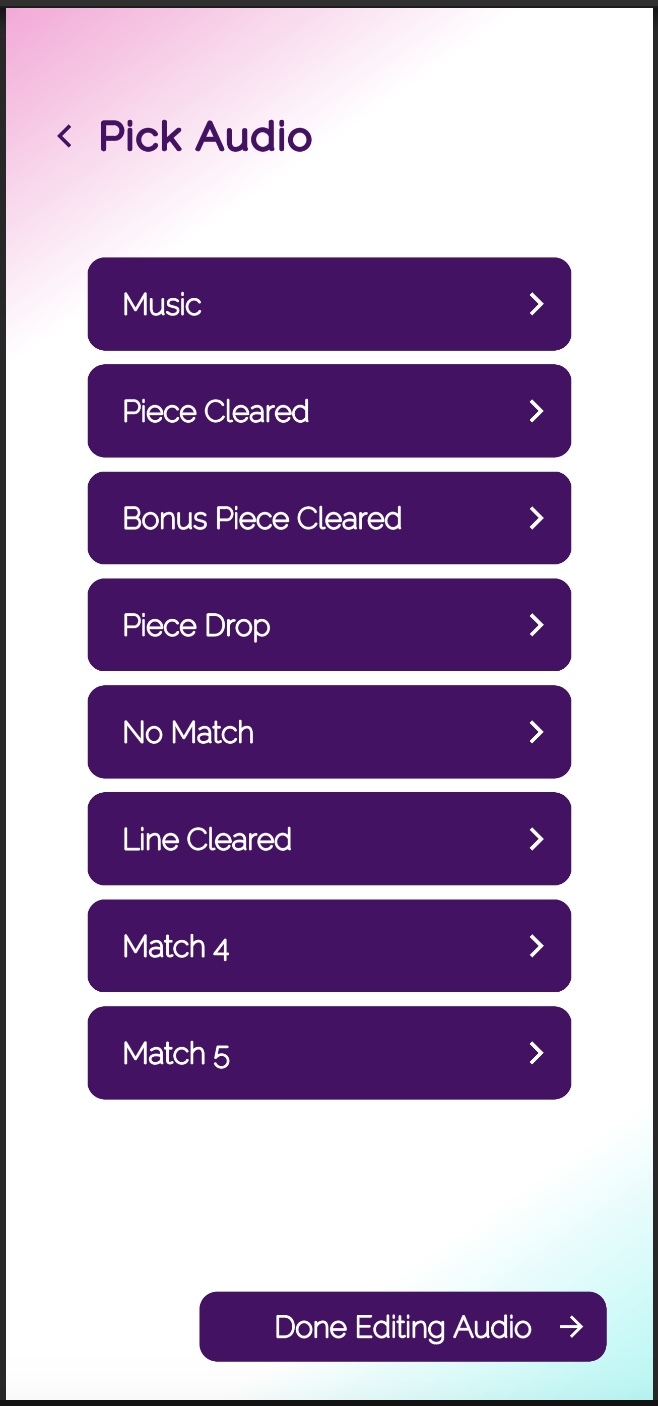 Pick Audio
Music
Piece Cleared
Bonus Piece Cleared
Piece Drop
No Match
Line Cleared
Match 4
Match 5
Done Editing Audio